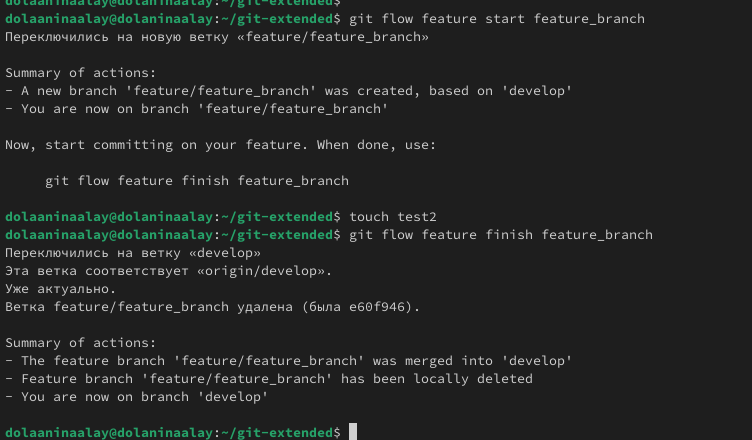 dolaaninaalay@dolaninaalay:~/git-extended$
dolaaninaalay@dolaninaalay:~/git-extended$ git flow feature start feature_branch
Переключились на новую ветку «feature/feature_branch»
Summary of actions:
- A new branch 'feature/feature_branch' was created, based on 'develop'
- You are now on branch 'feature/feature_branch'
Now, start committing on your feature. When done, use:
git flow feature finish feature_branch
dolaaninaalay@dolaninaalay:~/git-extended$ touch test2
dolaaninaalay@dolaninaalay:~/git-extended$ git flow feature finish feature_branch
Переключились на ветку «develop»
Эта ветка соответствует «origin/develop».
Уже актуально.
Ветка feature/feature_branch удалена (была e60f946).
Summary of actions:
- The feature branch 'feature/feature_branch' was merged into 'develop'
- Feature branch 'feature/feature_branch' has been locally deleted
- You are now on branch 'develop'
dolaaninaalay@dolaninaalay:~/git-extended$